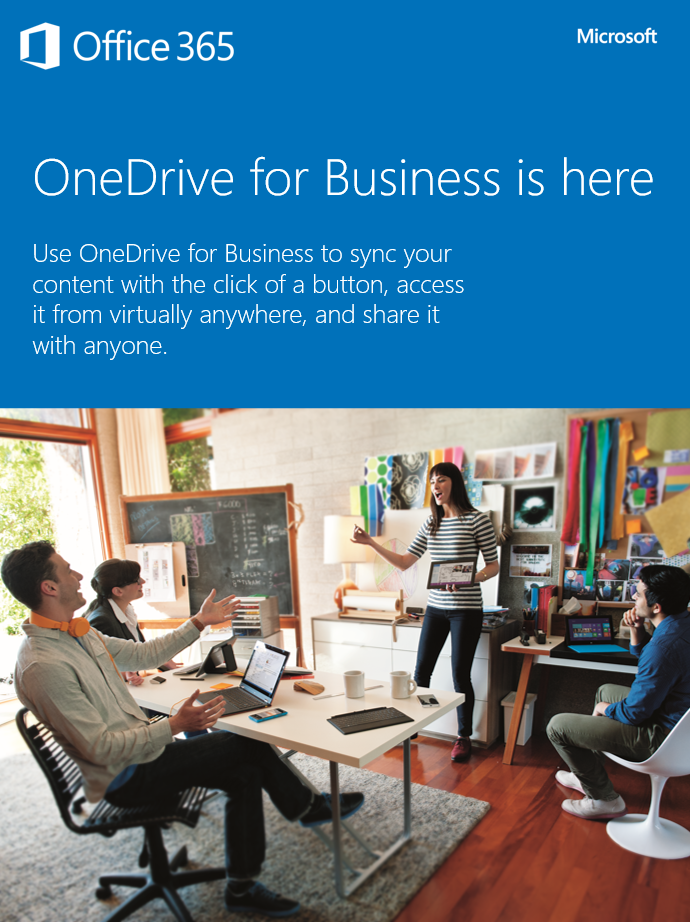 Office 365
Microsoft
OneDrive for Business is here
Use OneDrive for Business to sync your
content with the click of a button, access
it from virtually anywhere, and share it
with anyone.